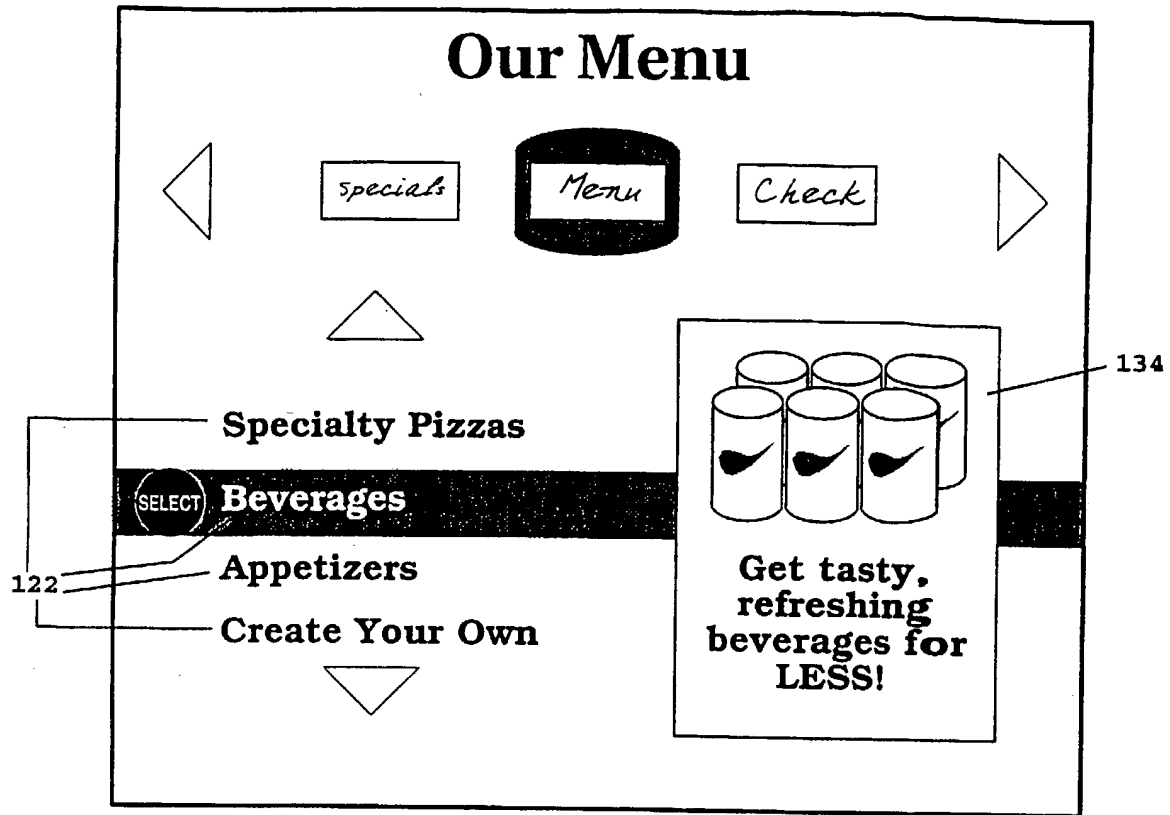 Our Menu
specials
Menu
Check
134
Specialty Pizzas
SELECT Beverages
122
Appetizers
Create Your Own
Get tasty,
refreshing
beverages for
LESS!